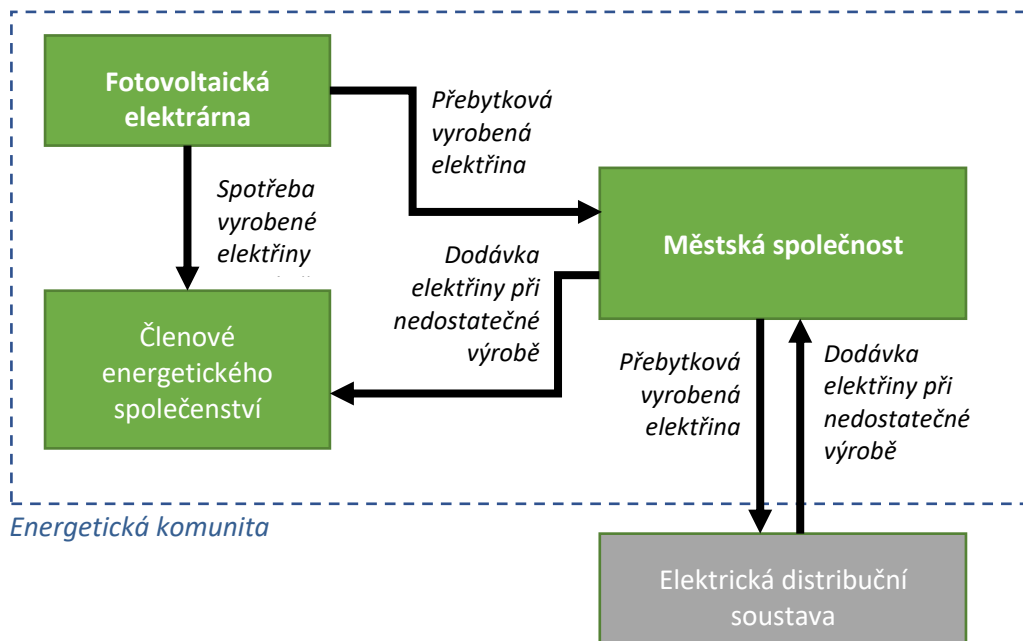 Fotovoltaická
elektrárna
Přebytková
vyrobená
elektřina
Spotřeba
vyrobené
elektřiny
Městská společnost
Dodávka
elektřiny při
nedostatečné
výrobě
Členové
energetického
společenství
Přebytková
vyrobená
elektřina
Dodávka
elektřiny při
nedostatečné
výrobě
Energetická komunita
Elektrická distribuční
soustava